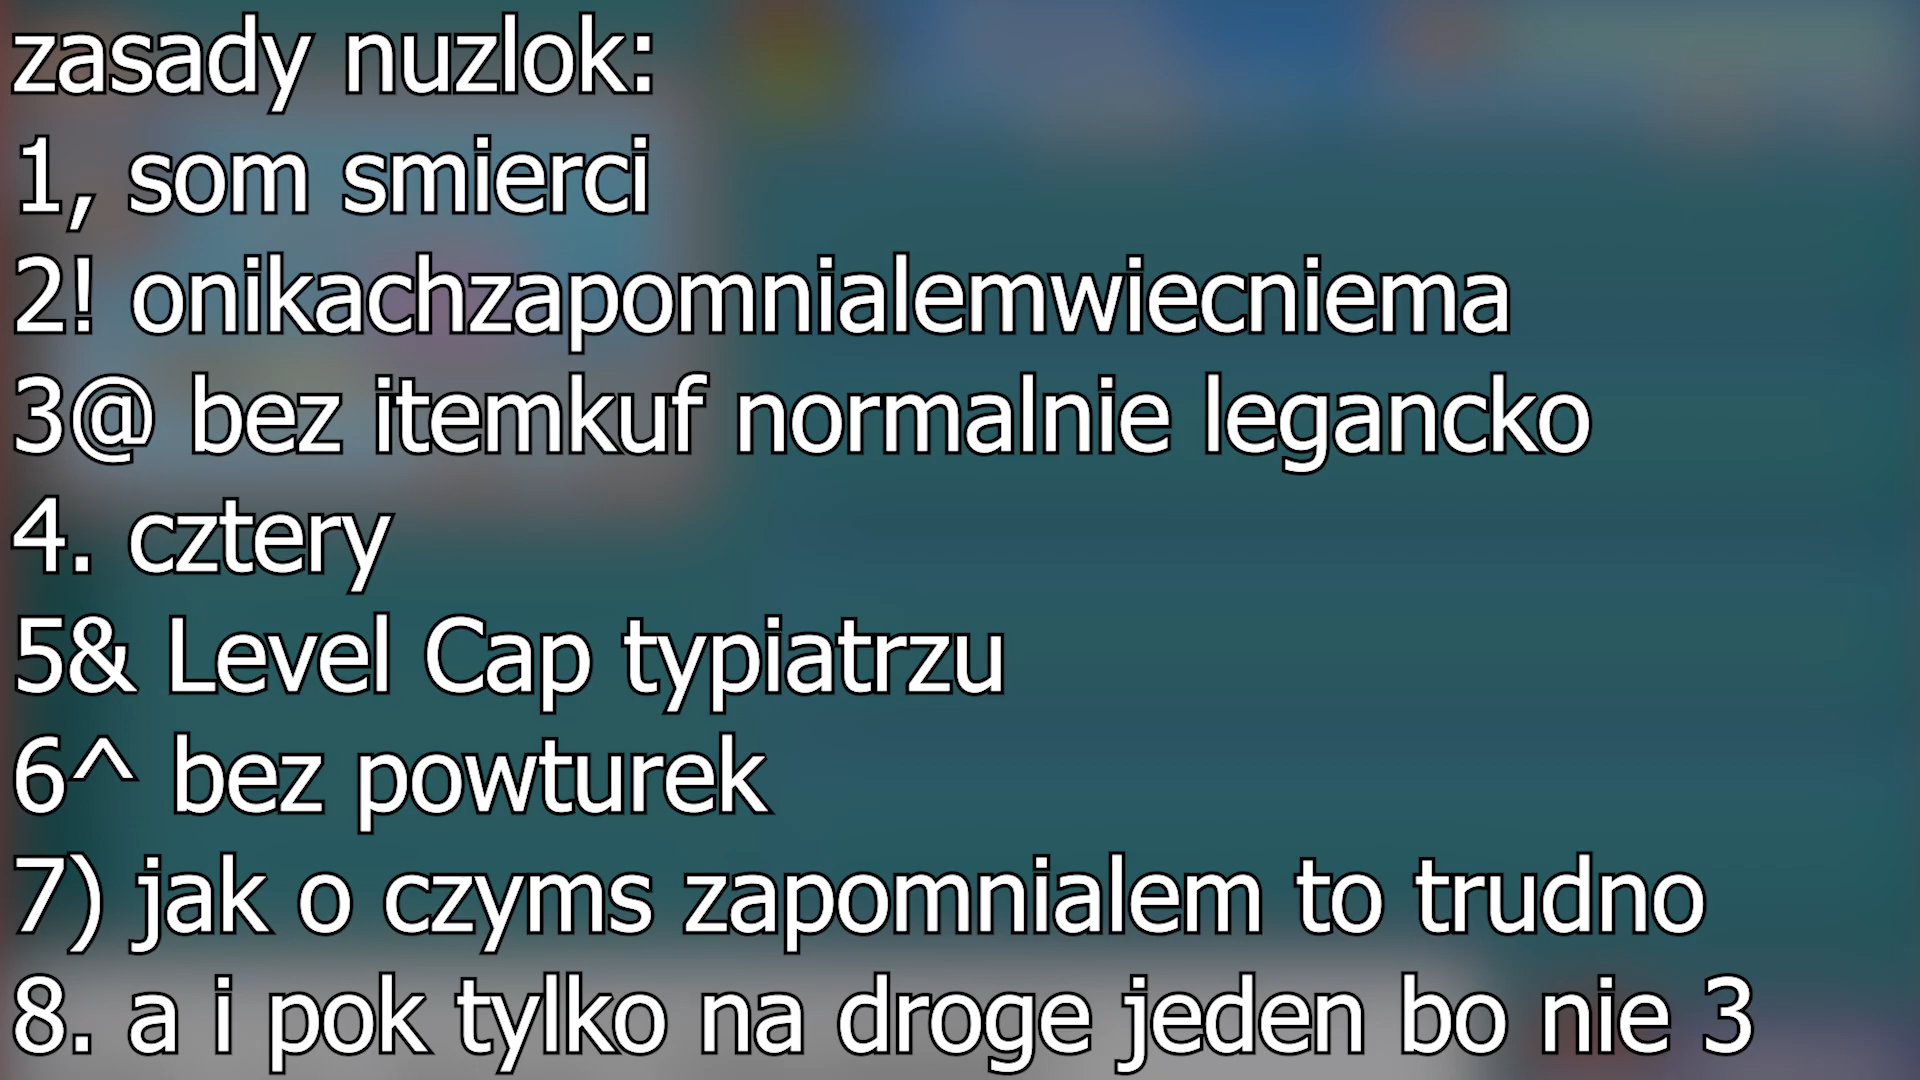 zasady nuzlok:
1, som smierci
2! onikachzapomnialemwiecniema
3@ bez itemkuf normalnie legancko
4. cztery
5& Level Cap typiatrzu
6^ bez powturek
7) jak o czyms zapomnialem to trudno
8. a i pok tylko na droge jeden bo nie 3